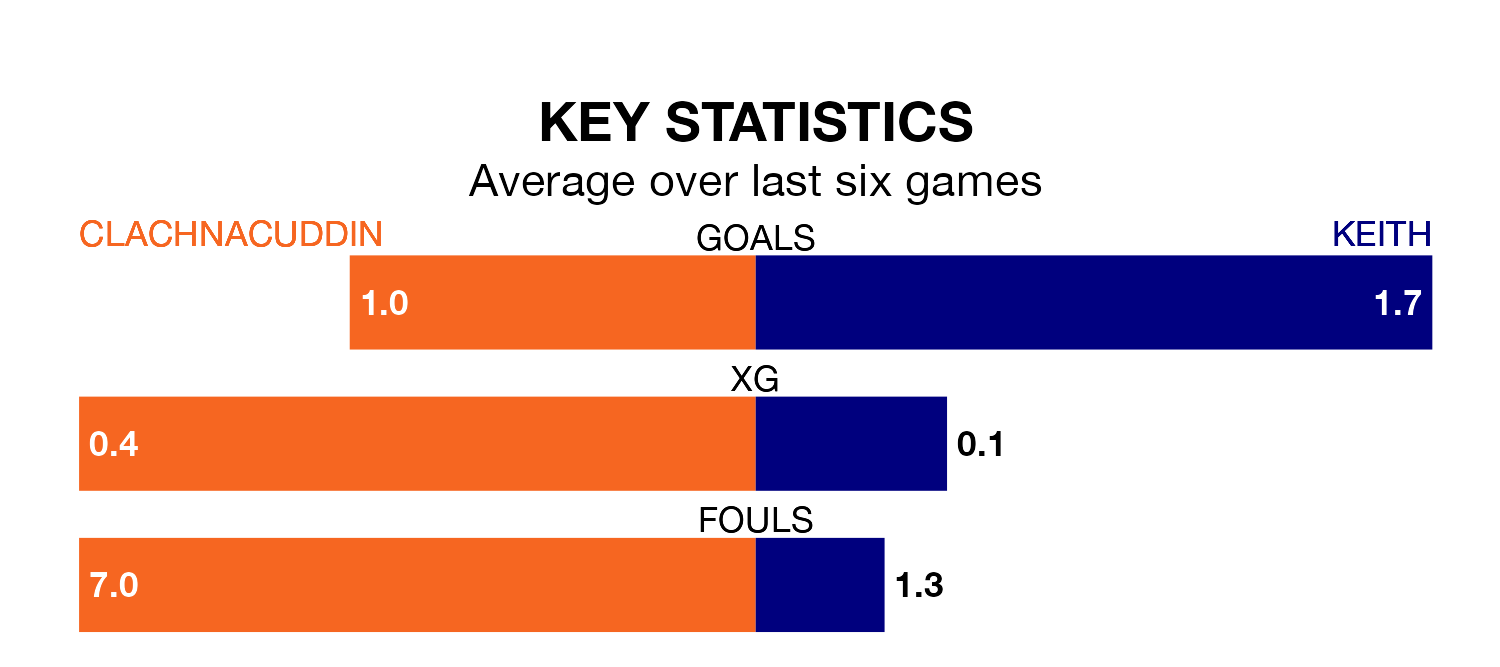 KEY STATISTICS
Average over last six games
CLACHNACUDDIN GOALS KEITH
1.0 1.7
XG
0.4 0.1
FOULS
7.0 1.3